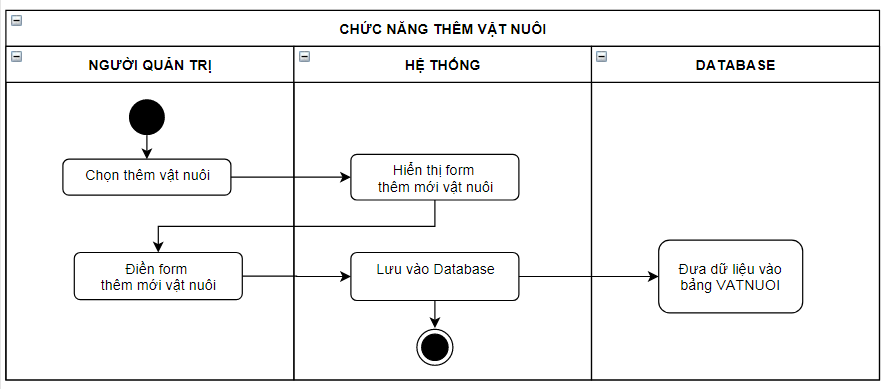 CHỨC NĂNG THÊM VẬT NUÔI
NGƯỜI QUẢN TRỊ
HỆ THỐNG
DATABASE
Chọn thêm vật nuôi
Hiển thị form
thêm mới vật nuôi
Điền form
thêm mới vật nuôi
Lưu vào Database
Đưa dữ liệu vào
bảng VATNUOI